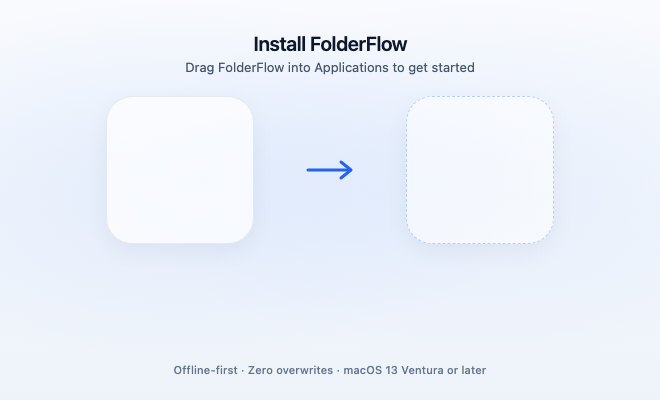 Install FolderFlow
Drag FolderFlow into Applications to get started
Offline-first · Zero overwrites · macOS 13 Ventura or later